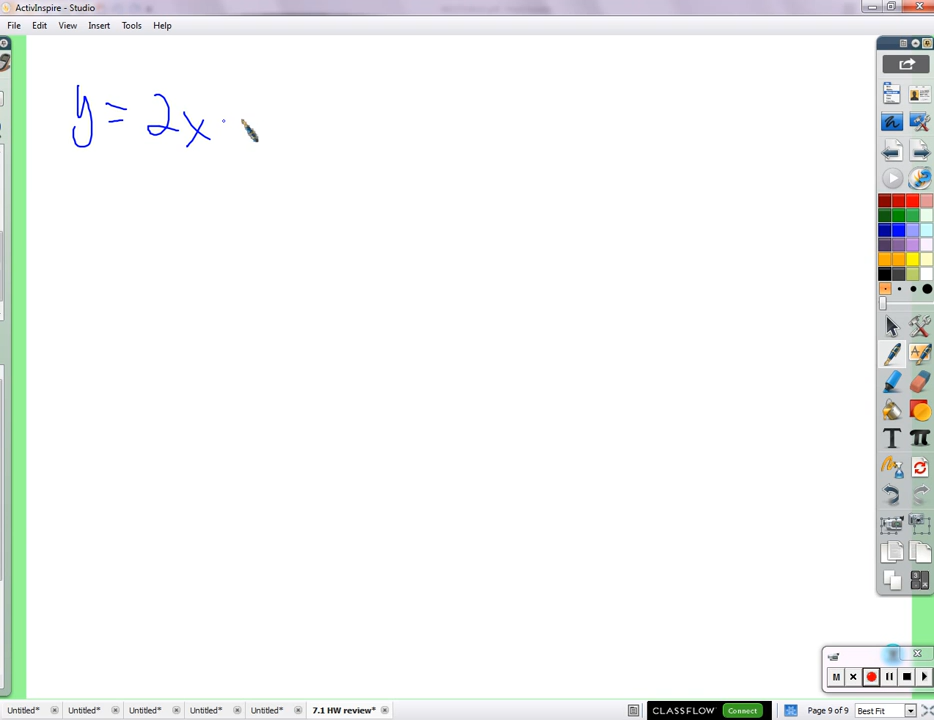 ActivInspire - Studio
File Edit View Insert Tools Help
y = 2x
Untitled* Untitled* Untitled* Untitled* Untitled* 7.1 HW review* CLASSFLOW Connect Page 9 of 9 Best Fit